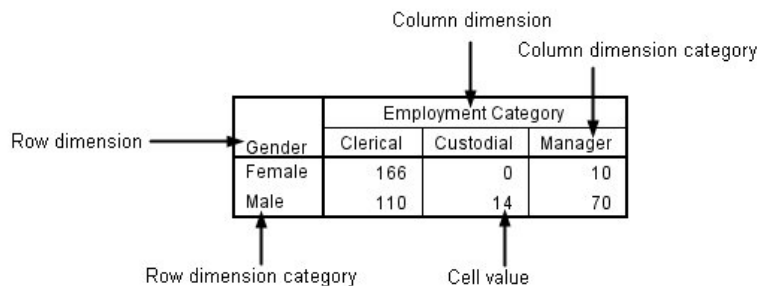 Column dimension
Column dimension category
Employment Category
Row dimension
Gender Clerical Custodial Manager
Female 166 0 10
Male 110 14 70
Row dimension category Cell value